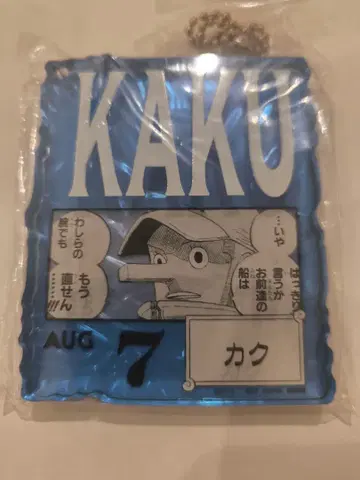 KAKU
…いや
言うが
お前達の
船は
わしらの
腕でも
もう
直せん
……!!!
AUG
7
カク